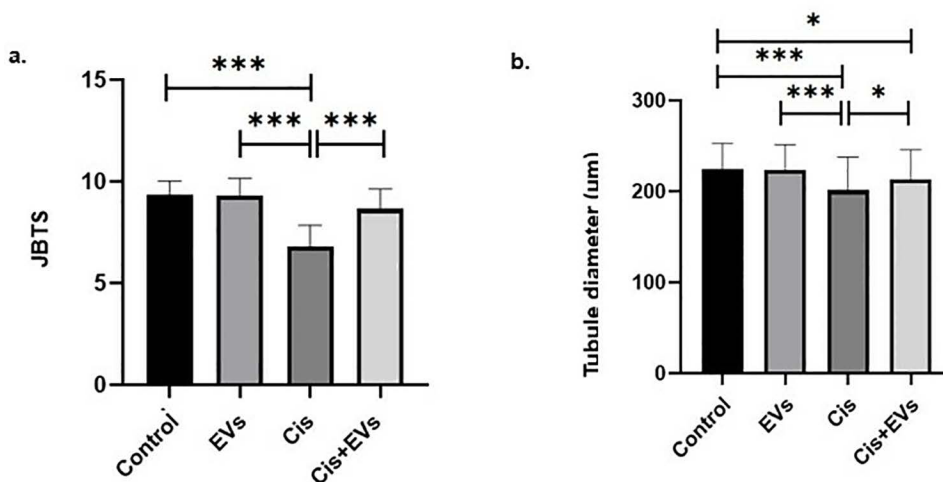 a.
***
*** ***
15
10
5
0
JBTS
Control
EVs
Cis
Cis+EVs
b.
*
***
*** *
300
200
100
0
Tubule diameter (um)
Control
EVs
Cis
Cis+EVs